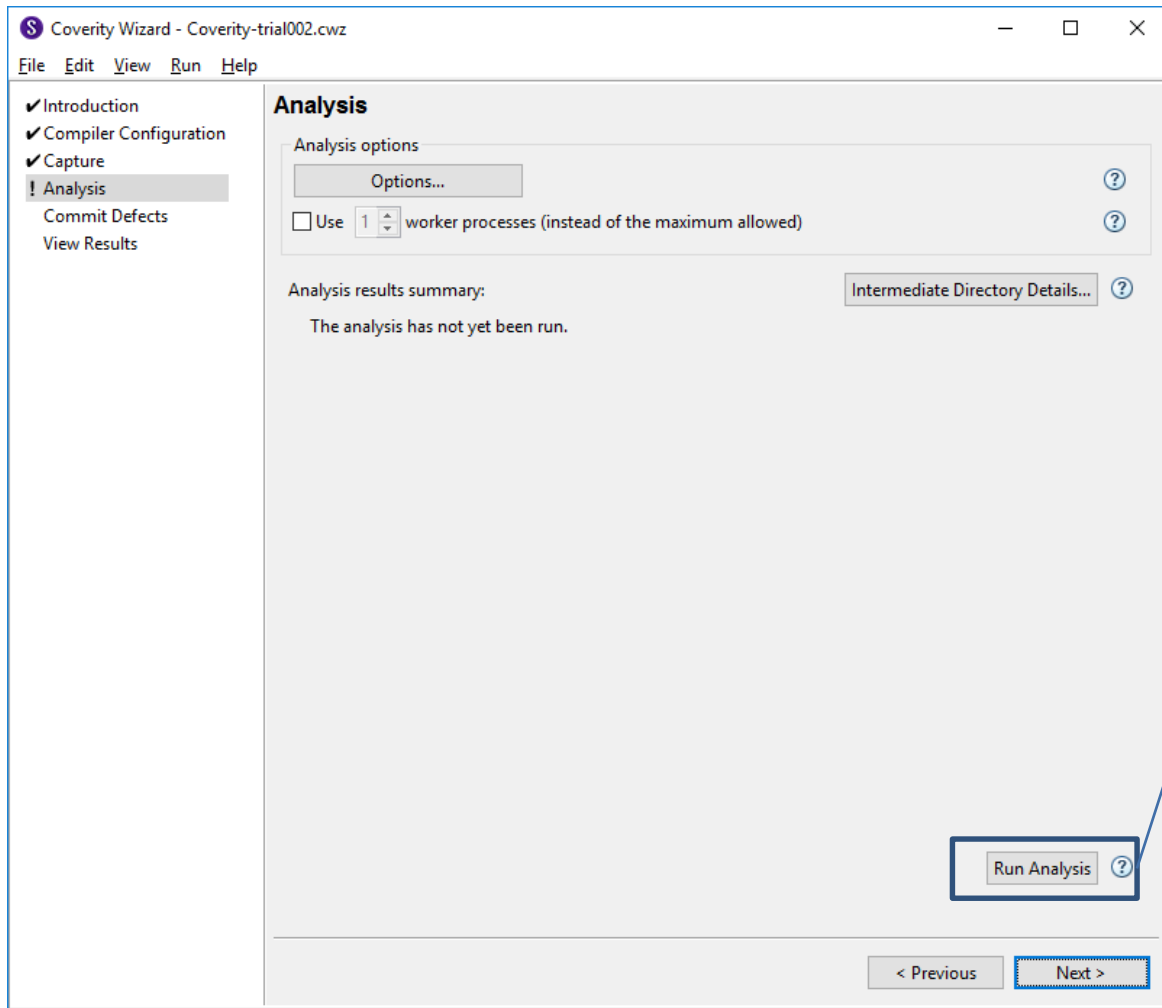 S Coverity Wizard - Coverity-trial002.cwz
File Edit View Run Help
✔Introduction
✔Compiler Configuration
✔Capture
! Analysis
Commit Defects
View Results
Analysis
Analysis options
Options... ?
Use 1 worker processes (instead of the maximum allowed) ?
Analysis results summary: Intermediate Directory Details... ?
The analysis has not yet been run.
Run Analysis ?
< Previous Next >